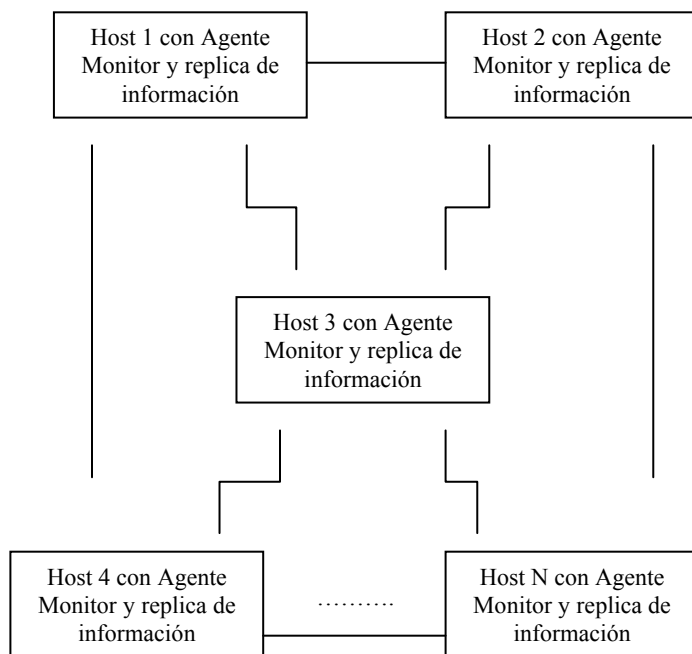 Host 1 con Agente
Monitor y replica de
información
Host 2 con Agente
Monitor y replica de
información
Host 3 con Agente
Monitor y replica de
información
Host 4 con Agente
Monitor y replica de
información
..........
Host N con Agente
Monitor y replica de
información